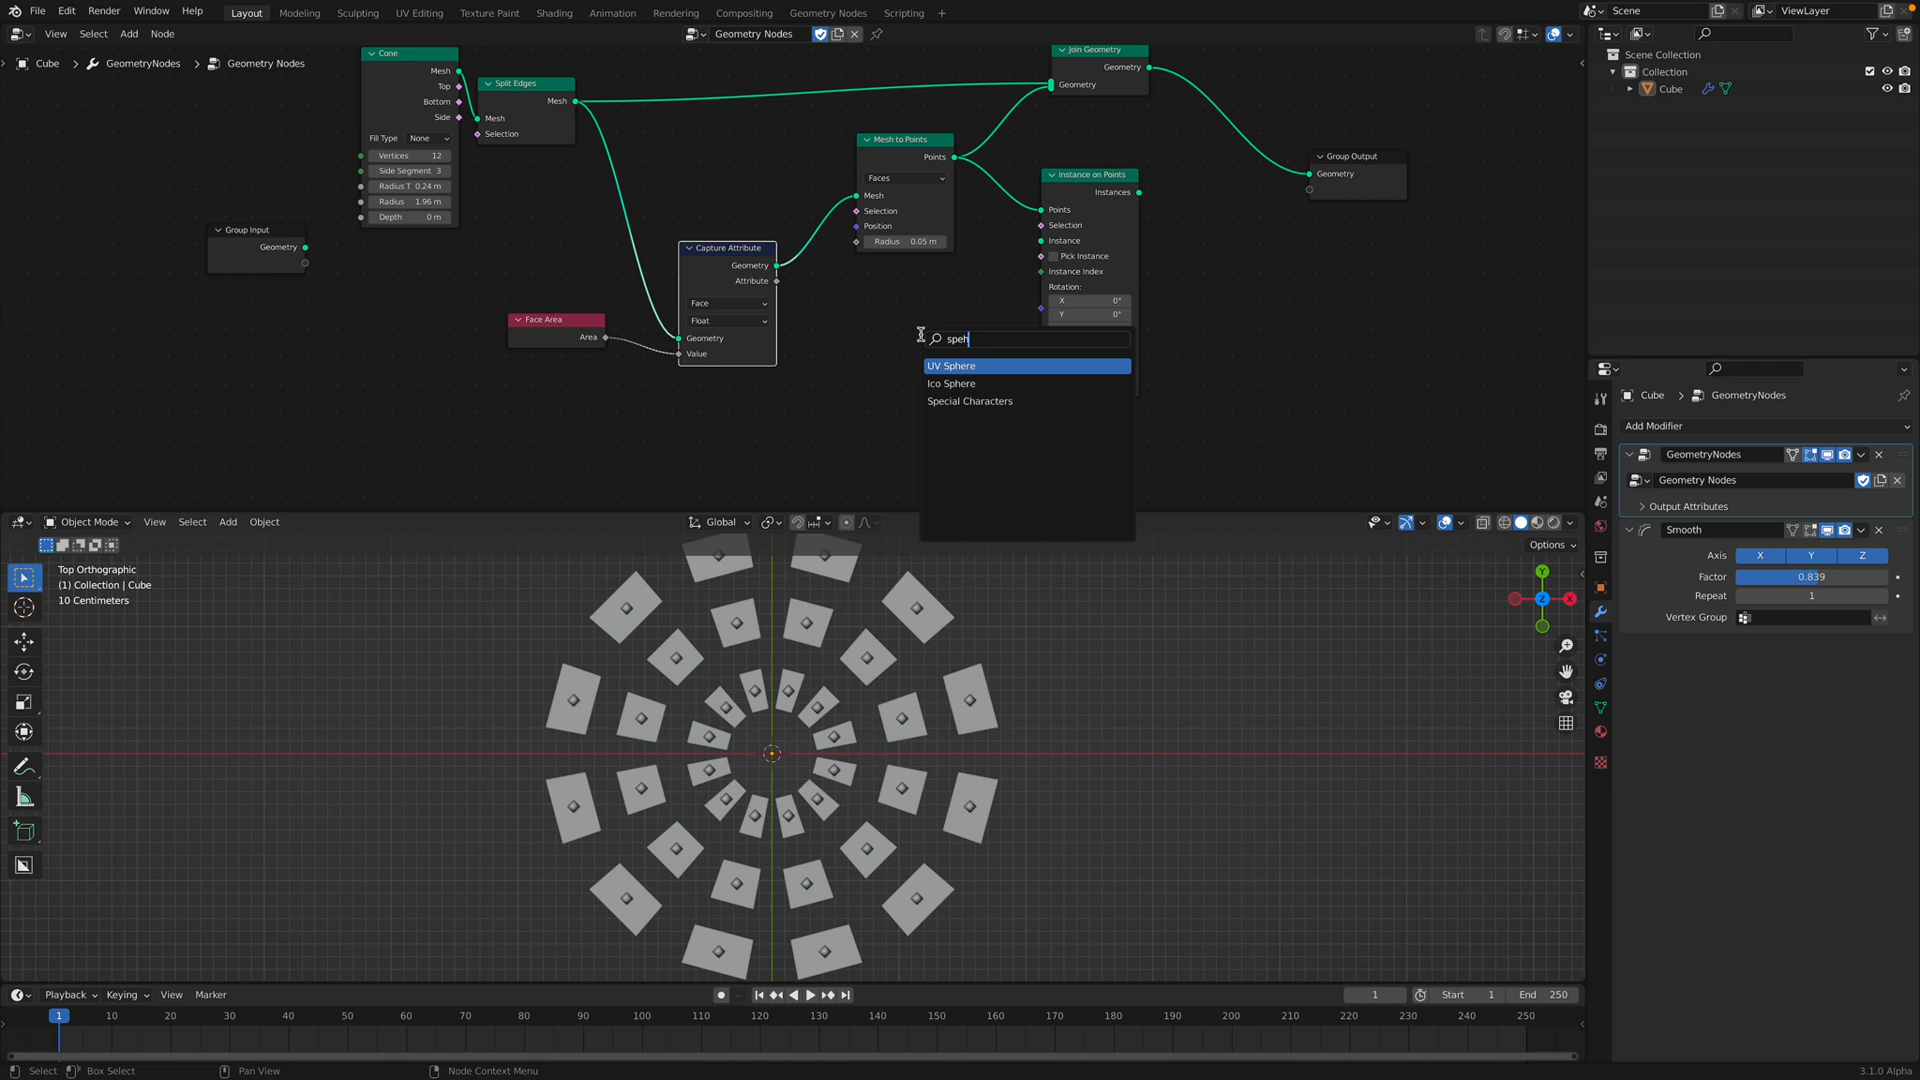 File Edit Render Window Help Layout Modeling Sculpting UV Editing Texture Paint Shading Animation Rendering Compositing Geometry Nodes Scripting Scene ViewLayer
View Select Add Node Geometry Nodes
Cube GeometryNodes Geometry Nodes
Cone
Mesh
Top
Bottom
Side
Fill Type None
Vertices 12
Side Segment 3
Radius T 0.24 m
Radius 1.96 m
Depth 0 m
Split Edges
Mesh
Mesh
Selection
Group Input
Geometry
Face Area
Area
Capture Attribute
Geometry
Attribute
Face
Float
Geometry
Value
Mesh to Points
Points
Faces
Mesh
Selection
Position
Radius 0.05 m
Join Geometry
Geometry
Geometry
Instance on Points
Instances
Points
Selection
Instance
Pick Instance
Instance Index
Rotation:
X 0°
Y 0°
Group Output
Geometry
speh
UV Sphere
Ico Sphere
Special Characters
Scene Collection
Collection
Cube
Cube GeometryNodes
Add Modifier
GeometryNodes
Geometry Nodes
Output Attributes
Smooth
Axis X Y Z
Factor 0.839
Repeat 1
Vertex Group
Object Mode View Select Add Object Global
Options
Top Orthographic
(1) Collection | Cube
10 Centimeters
Y
Z X
Playback Keying View Marker 1 Start 1 End 250
1 10 20 30 40 50 60 70 80 90 100 110 120 130 140 150 160 170 180 190 200 210 220 230 240 250
Select Box Select Pan View Node Context Menu 3.1.0 Alpha